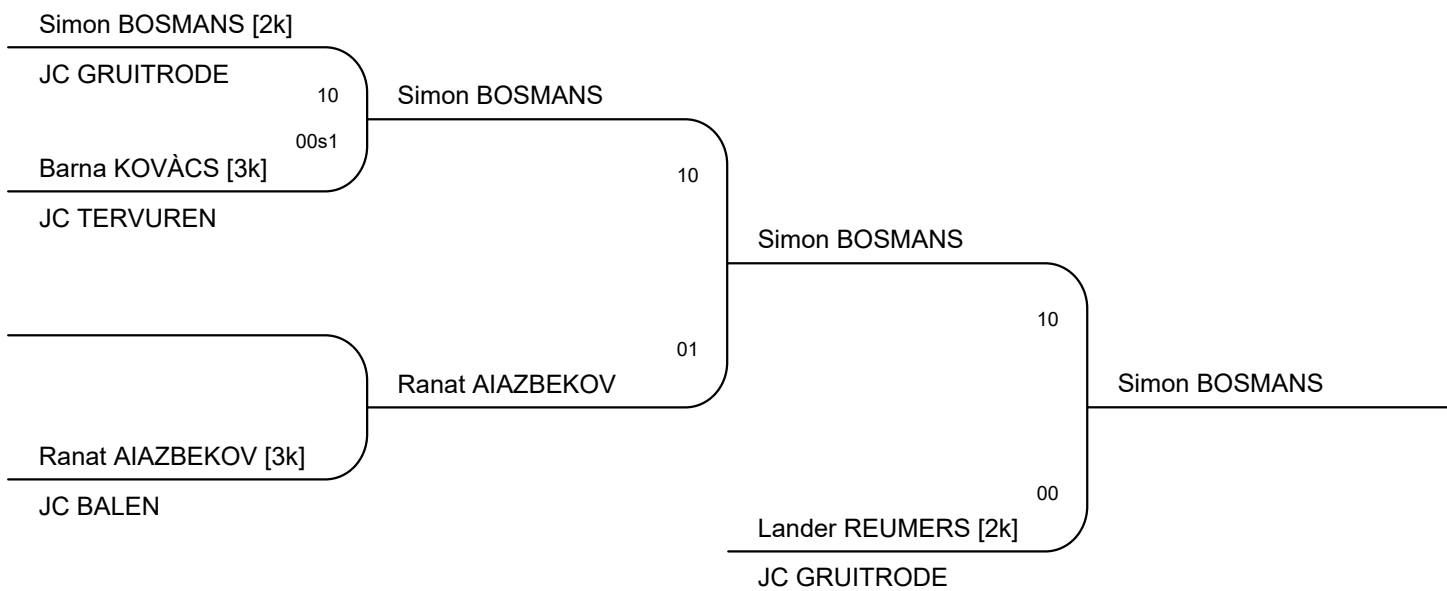 Simon BOSMANS [2k]
JC GRUITRODE
10
Simon BOSMANS
00s1
Barna KOVÀCS [3k]
10
JC TERVUREN
Simon BOSMANS
10
01
Ranat AIAZBEKOV
Simon BOSMANS
Ranat AIAZBEKOV [3k]
00
JC BALEN
Lander REUMERS [2k]
JC GRUITRODE